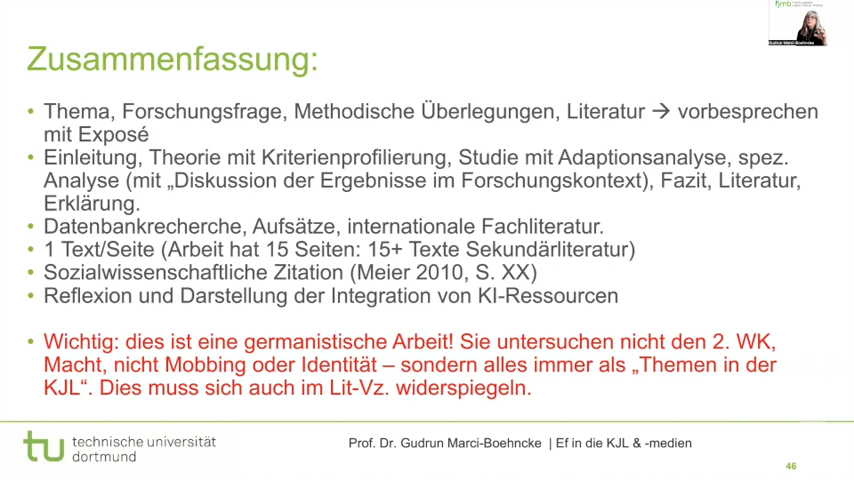 fjmb
Gudrun Marci-Boehncke
Zusammenfassung:
• Thema, Forschungsfrage, Methodische Überlegungen, Literatur → vorbesprechen
mit Exposé
• Einleitung, Theorie mit Kriterienprofilierung, Studie mit Adaptionsanalyse, spez.
Analyse (mit „Diskussion der Ergebnisse im Forschungskontext), Fazit, Literatur,
Erklärung.
• Datenbankrecherche, Aufsätze, internationale Fachliteratur.
• 1 Text/Seite (Arbeit hat 15 Seiten: 15+ Texte Sekundärliteratur)
• Sozialwissenschaftliche Zitation (Meier 2010, S. XX)
• Reflexion und Darstellung der Integration von KI-Ressourcen
• Wichtig: dies ist eine germanistische Arbeit! Sie untersuchen nicht den 2. WK,
Macht, nicht Mobbing oder Identität – sondern alles immer als „Themen in der
KJL“. Dies muss sich auch im Lit-Vz. widerspiegeln.
tu technische universität
dortmund
Prof. Dr. Gudrun Marci-Boehncke | Ef in die KJL & -medien
46